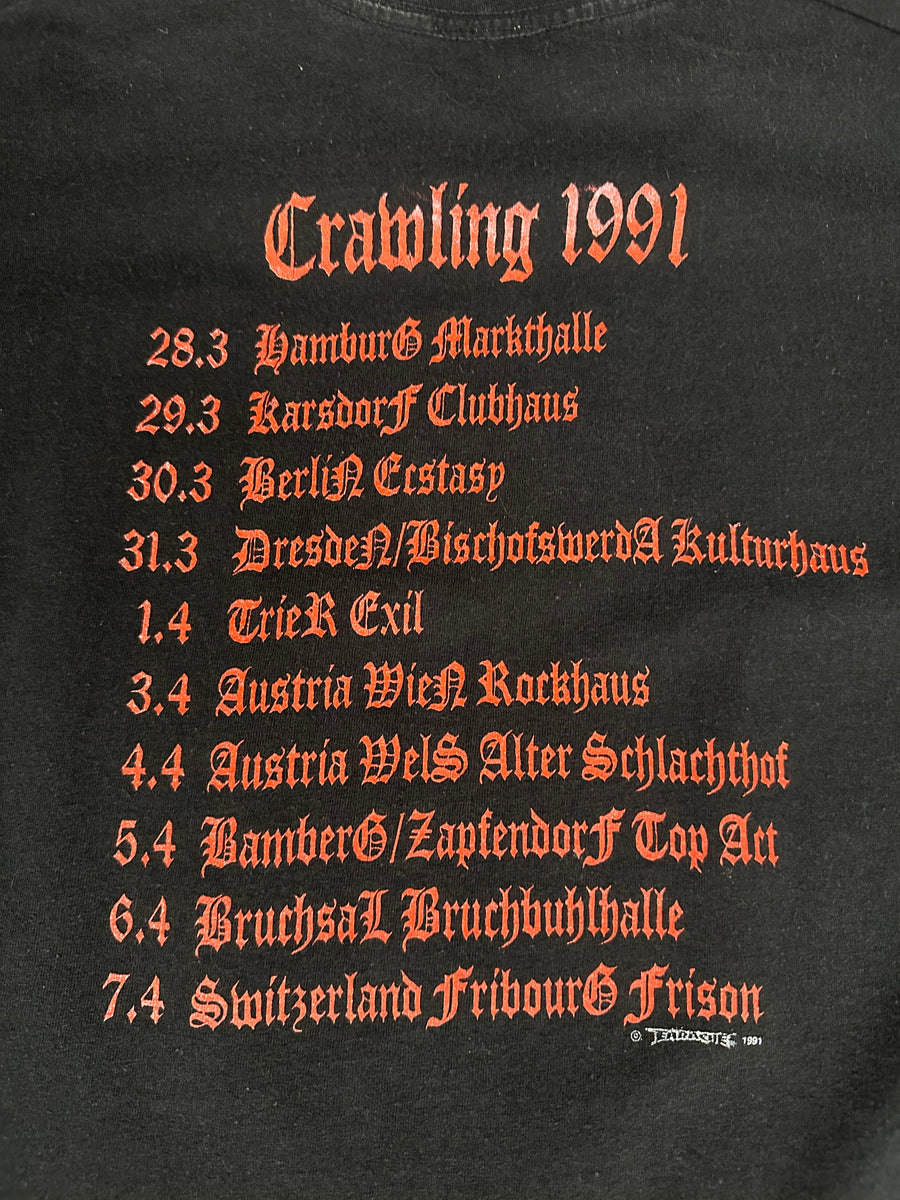 Crawling 1991
28.3 HamburG Markthalle
29.3 KarsdorF Clubhaus
30.3 BerliN Ecstasy
31.3 DresdeN/BischofswerdA Kulturhaus
1.4 TrieR Exil
3.4 Austria WieN Rockhaus
4.4 Austria WelS Alter Schlachthof
5.4 BamberG/ZapfendorF Top Act
6.4 BruchsaL Bruchbuhlhalle
7.4 Switzerland FribourG Frison
© EARACHE 1991